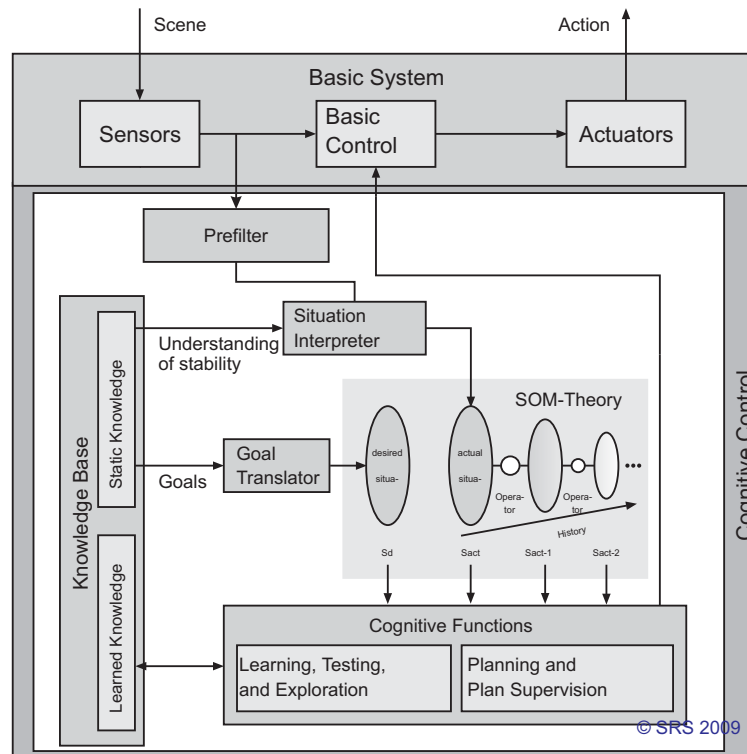 Scene
Action
Basic System
Sensors
Basic
Control
Actuators
Prefilter
Situation
Interpreter
Understanding
of stability
SOM-Theory
Knowledge Base
Static Knowledge
Goals
Goal
Translator
desired
situa-
actual
situa-
Opera-
tor
Opera-
tor
History
Sd
Sact
Sact-1
Sact-2
Cognitive Control
Learned Knowledge
Cognitive Functions
Learning, Testing,
and Exploration
Planning and
Plan Supervision
© SRS 2009